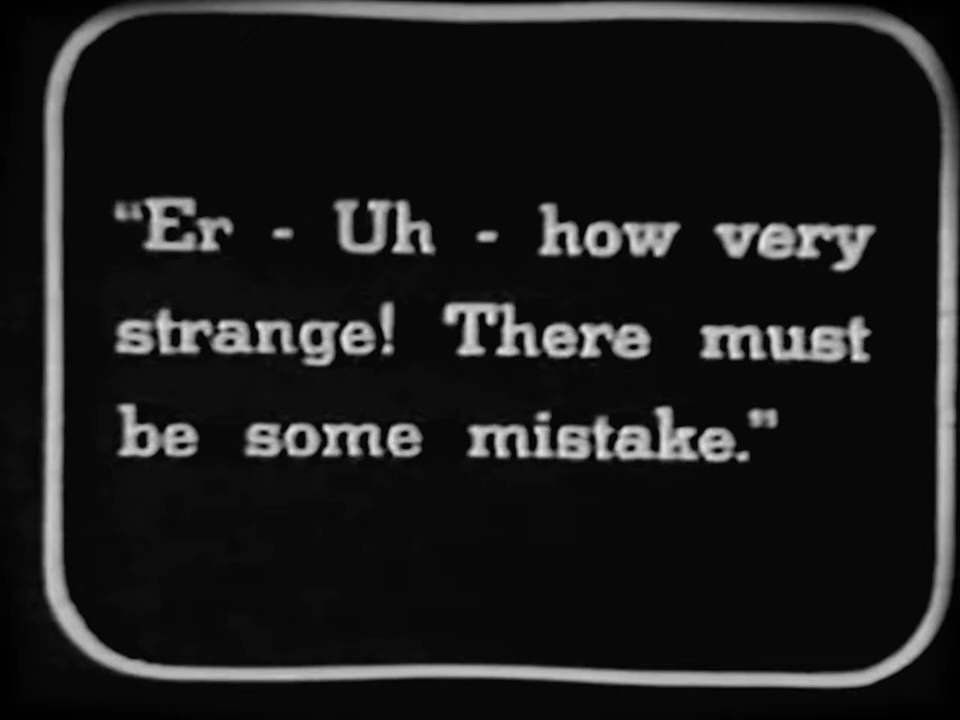 “Er - Uh - how very
strange! There must
be some mistake.”